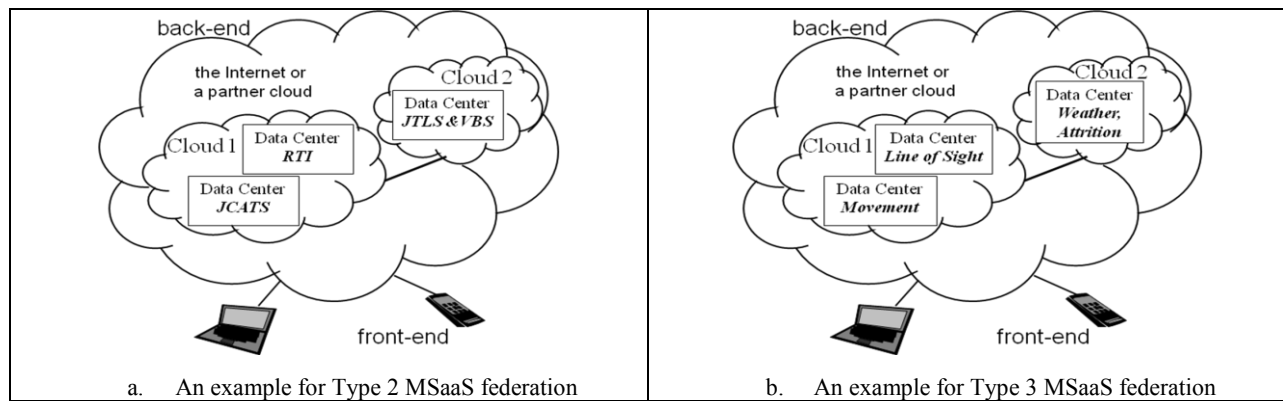 back-end
the Internet or
a partner cloud
Cloud 2
Data Center
JTLS &VBS
Cloud 1
Data Center
RTI
Data Center
JCATS
front-end
a. An example for Type 2 MSaaS federation
back-end
the Internet or
a partner cloud
Cloud 2
Data Center
Weather,
Attrition
Cloud 1
Data Center
Line of Sight
Data Center
Movement
front-end
b. An example for Type 3 MSaaS federation